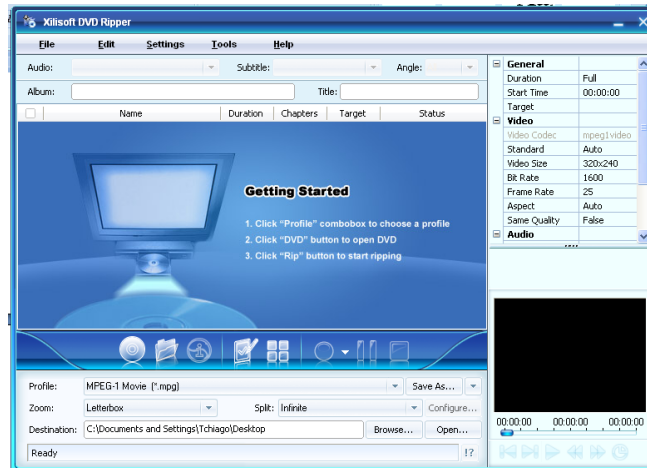 Xilisoft DVD Ripper
File Edit Settings Tools Help
Audio: Subtitle: Angle:
Album: Title:
Name Duration Chapters Target Status
Getting Started
1. Click "Profile" combobox to choose a profile
2. Click "DVD" button to open DVD
3. Click "Rip" button to start ripping
Profile: MPEG-1 Movie (*.mpg) Save As...
Zoom: Letterbox Split: Infinite Configure...
Destination: C:\Documents and Settings\Tchiago\Desktop Browse... Open...
Ready !?
General
Duration Full
Start Time 00:00:00
Target
Video
Video Codec mpeg1video
Standard Auto
Video Size 320x240
Bit Rate 1600
Frame Rate 25
Aspect Auto
Same Quality False
Audio
00:00:00 00:00:00 00:00:00